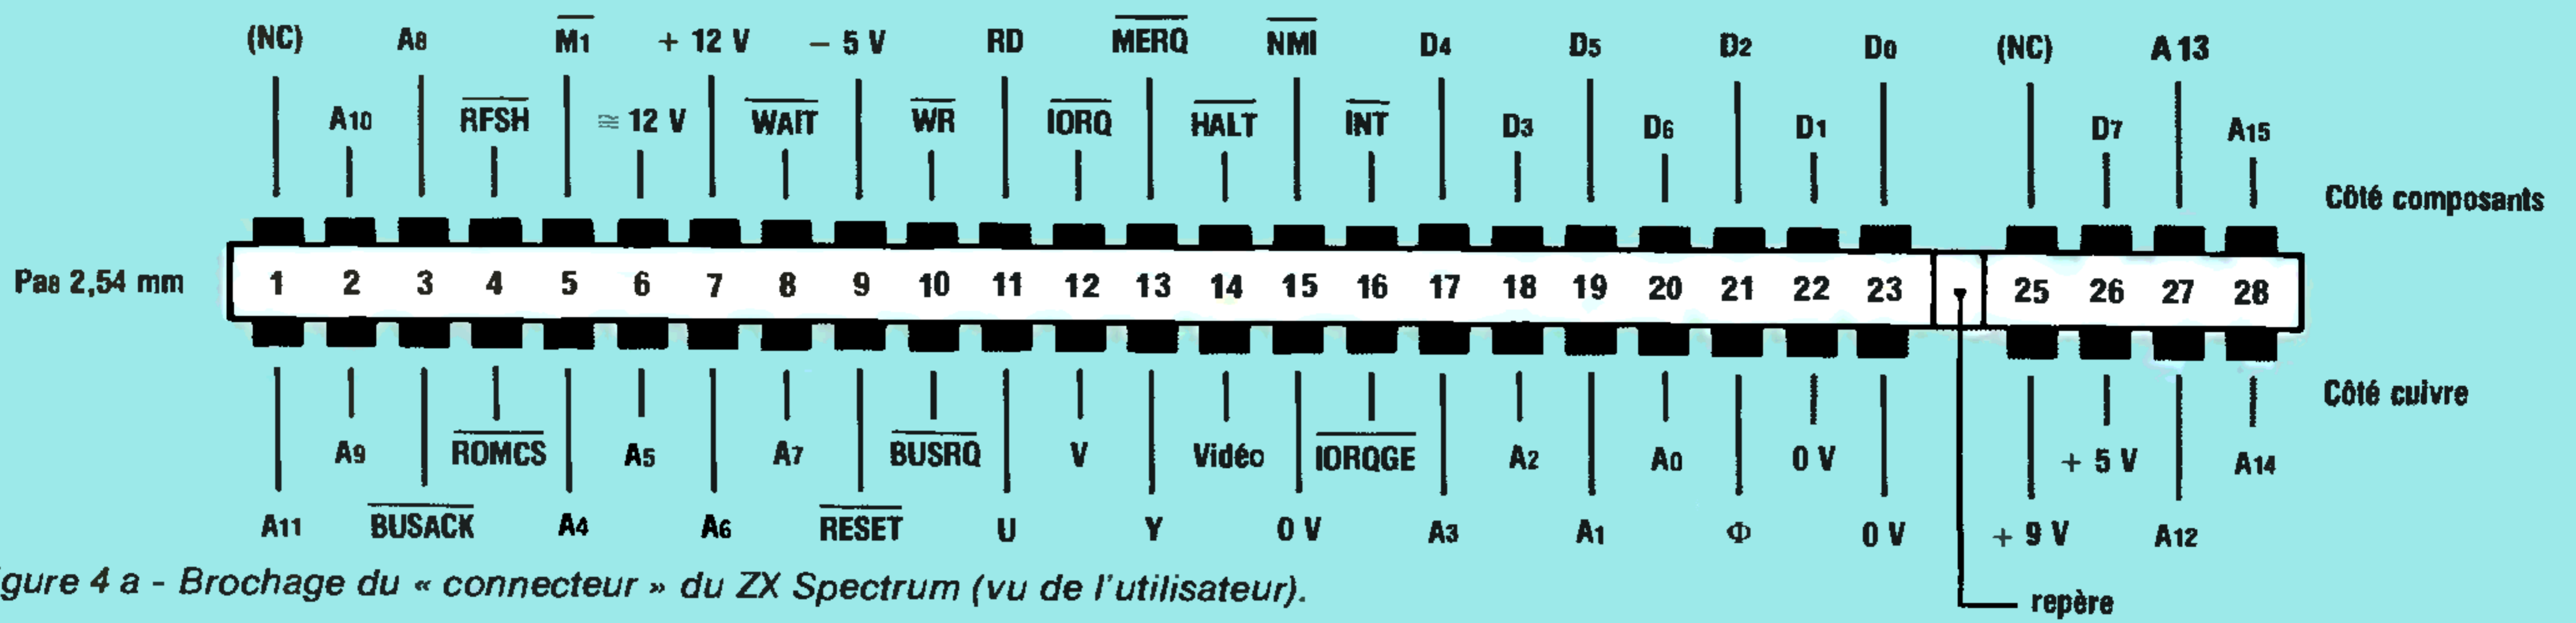 (NC) A8 M1 + 12 V − 5 V RD MERQ NMI D4 D5 D2 D0 (NC) A 13
A10 RFSH ≅ 12 V WAIT WR IORQ HALT INT D3 D6 D1 D7 A15
Côté composants
Pas 2,54 mm 1 2 3 4 5 6 7 8 9 10 11 12 13 14 15 16 17 18 19 20 21 22 23 25 26 27 28
Côté cuivre
A9 ROMCS A5 A7 BUSRQ V Vidéo IORQGE A2 A0 0 V + 5 V A14
A11 BUSACK A4 A6 RESET U Y 0 V A3 A1 Φ 0 V + 9 V A12
igure 4 a - Brochage du « connecteur » du ZX Spectrum (vu de l'utilisateur).
repère